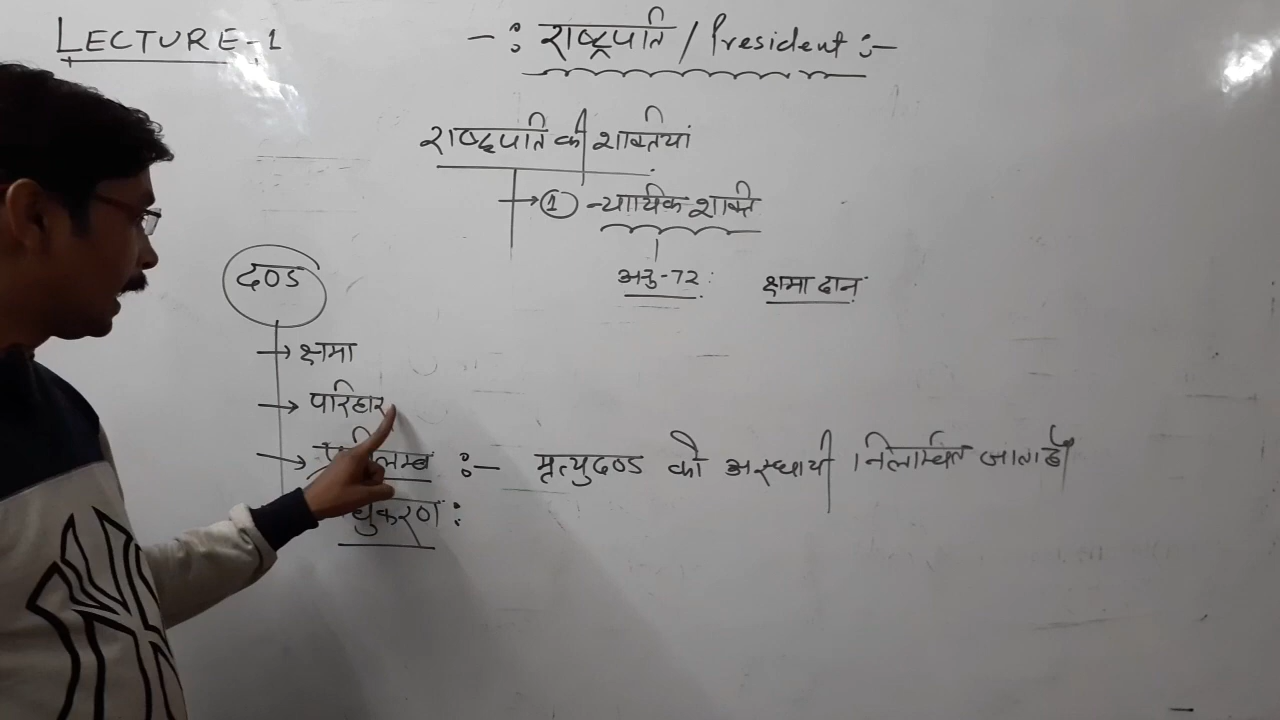 LECTURE-1
-: राष्ट्रपति / President :-
राष्ट्रपति की शक्तियां
→ ① न्यायिक शक्ति
अनु-72: क्षमा दान
दण्ड
→ क्षमा
→ परिहार
→ :- मृत्युदण्ड को अस्थायी निलाम्बित जाता है
: